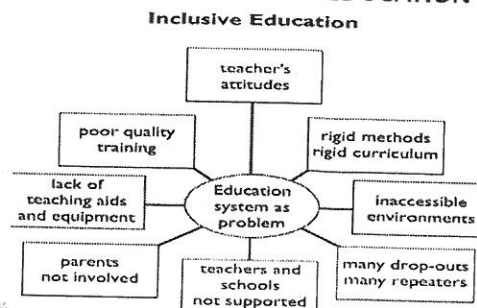 Inclusive Education
teacher's
attitudes
poor quality
training
rigid methods
rigid curriculum
lack of
teaching aids
and equipment
Education
system as
problem
inaccessible
environments
parents
not involved
teachers and
schools
not supported
many drop-outs
many repeaters